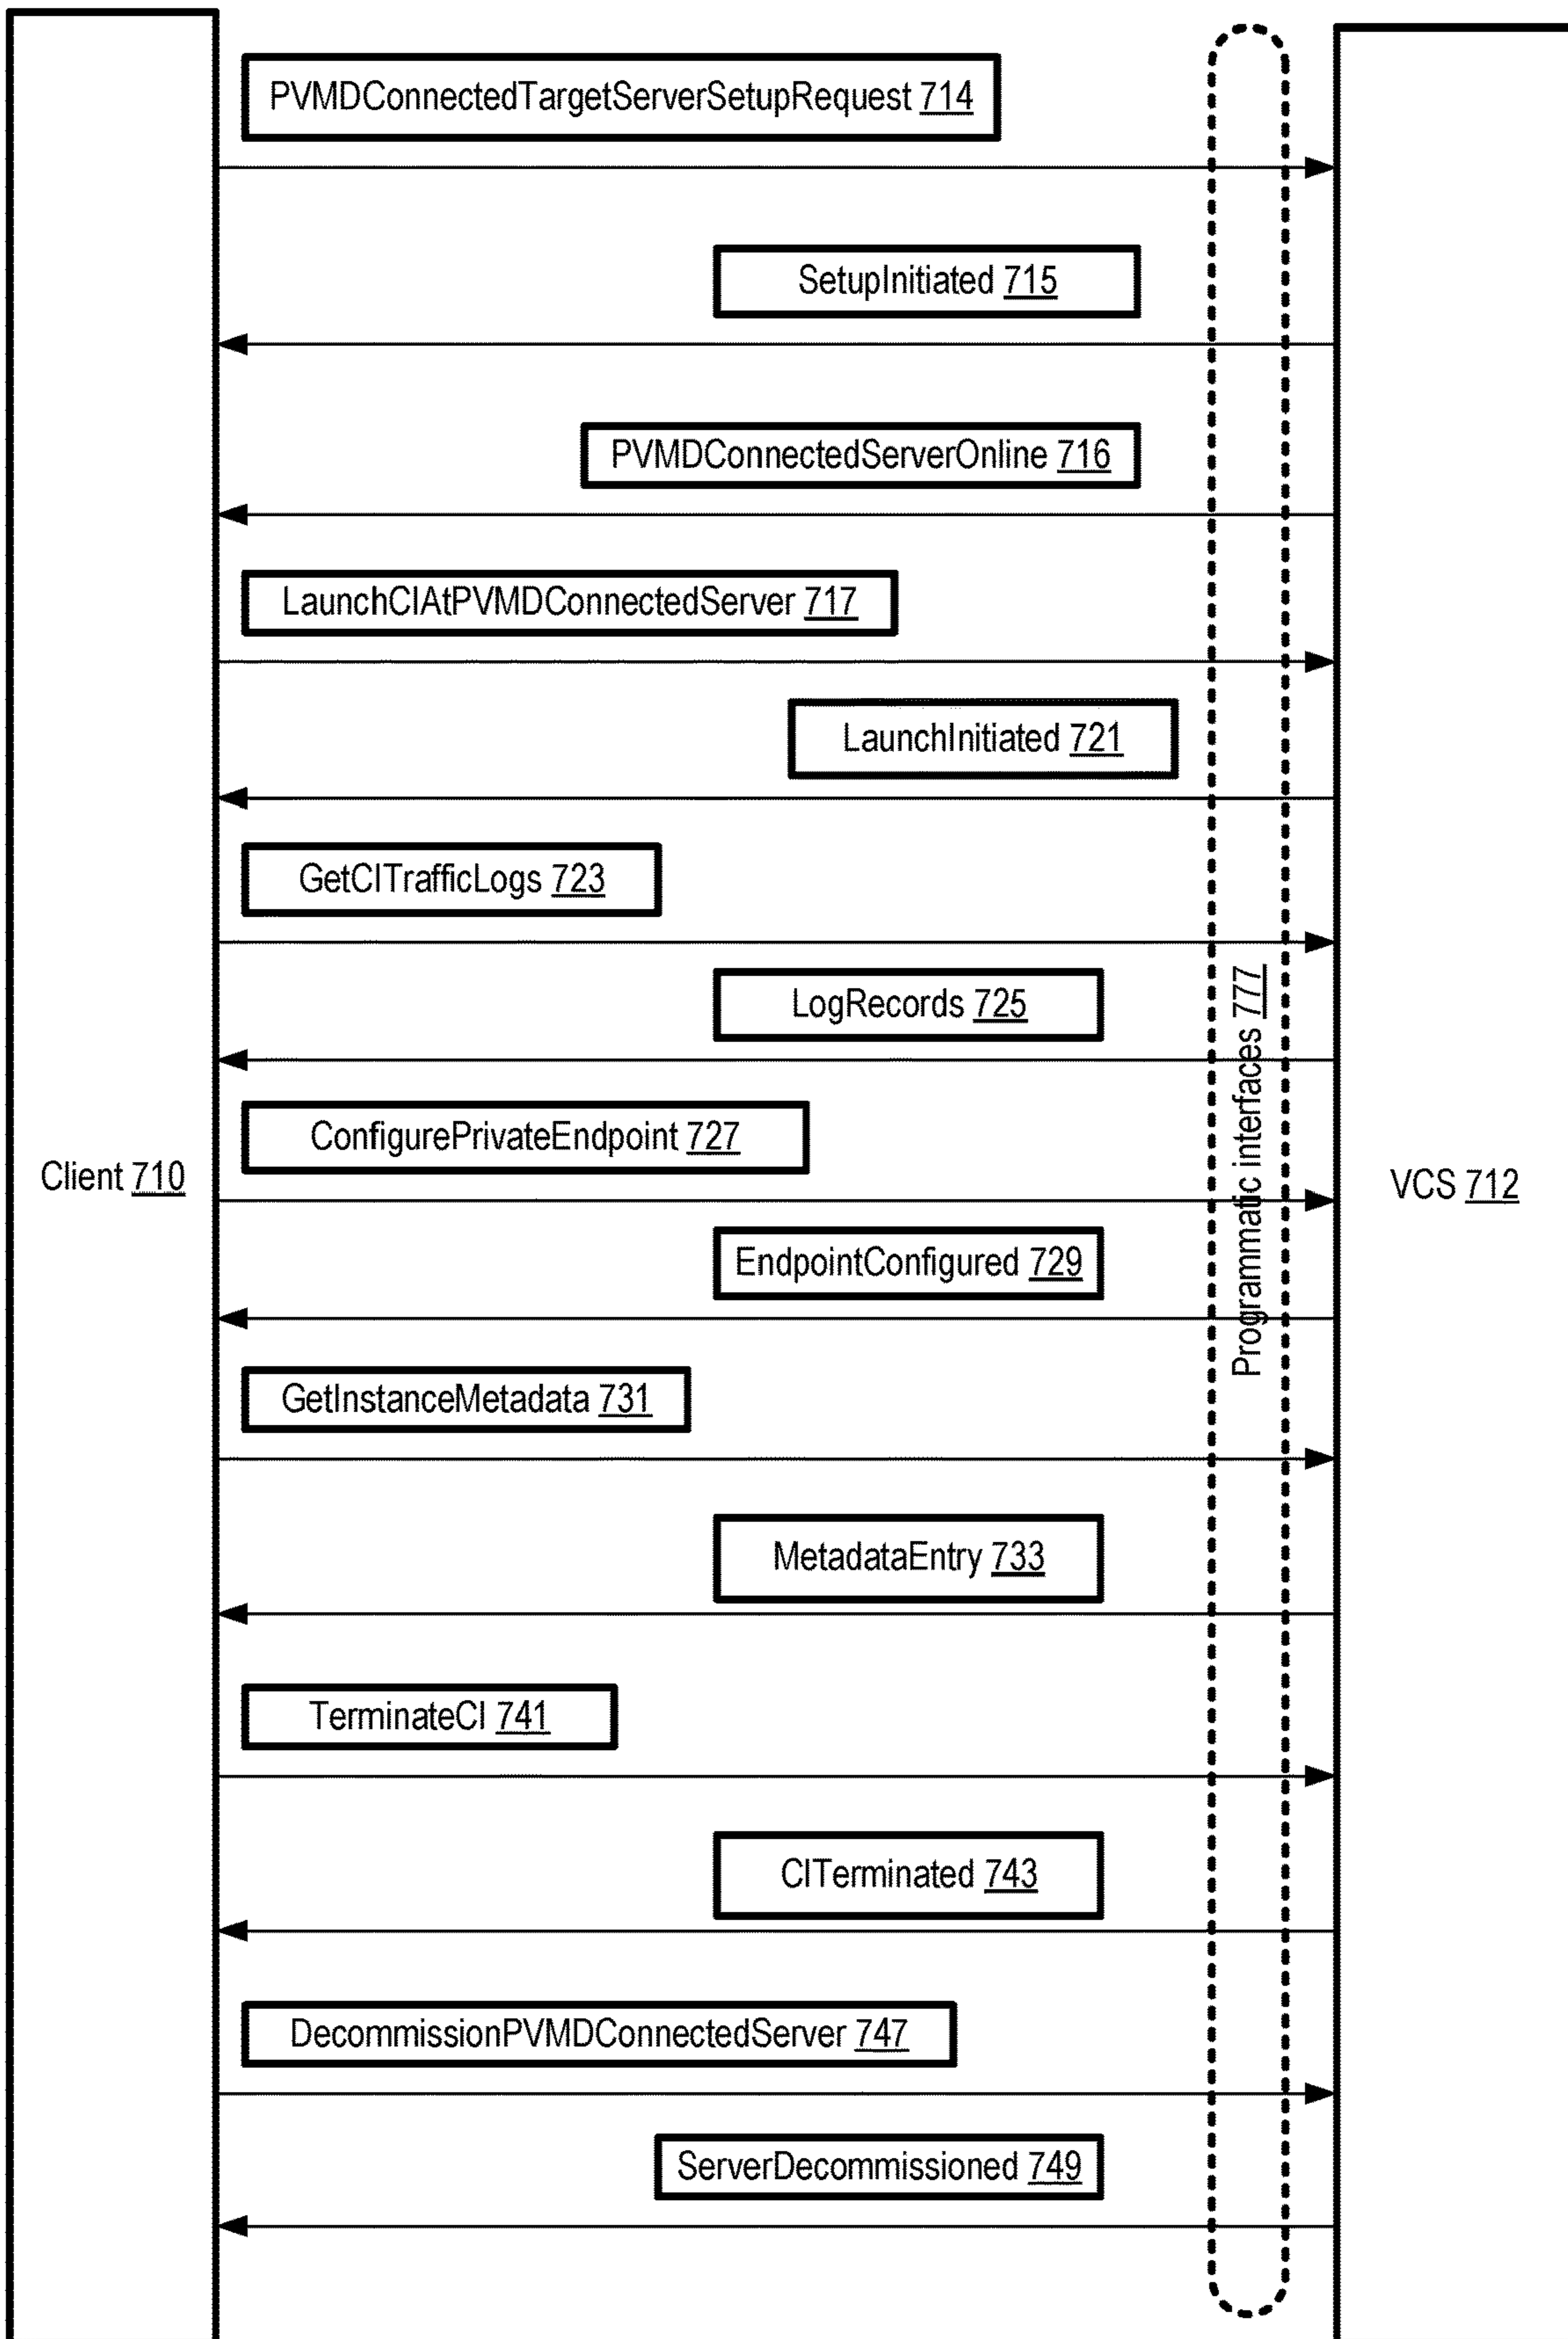 PVMDConnectedTargetServerSetupRequest 714
SetupInitiated 715
PVMDConnectedServerOnline 716
LaunchCIAtPVMDConnectedServer 717
LaunchInitiated 721
GetCITrafficLogs 723
LogRecords 725
ConfigurePrivateEndpoint 727
Client 710
Programmatic interfaces 777
VCS 712
EndpointConfigured 729
GetInstanceMetadata 731
MetadataEntry 733
TerminateCI 741
CITerminated 743
DecommissionPVMDConnectedServer 747
ServerDecommissioned 749